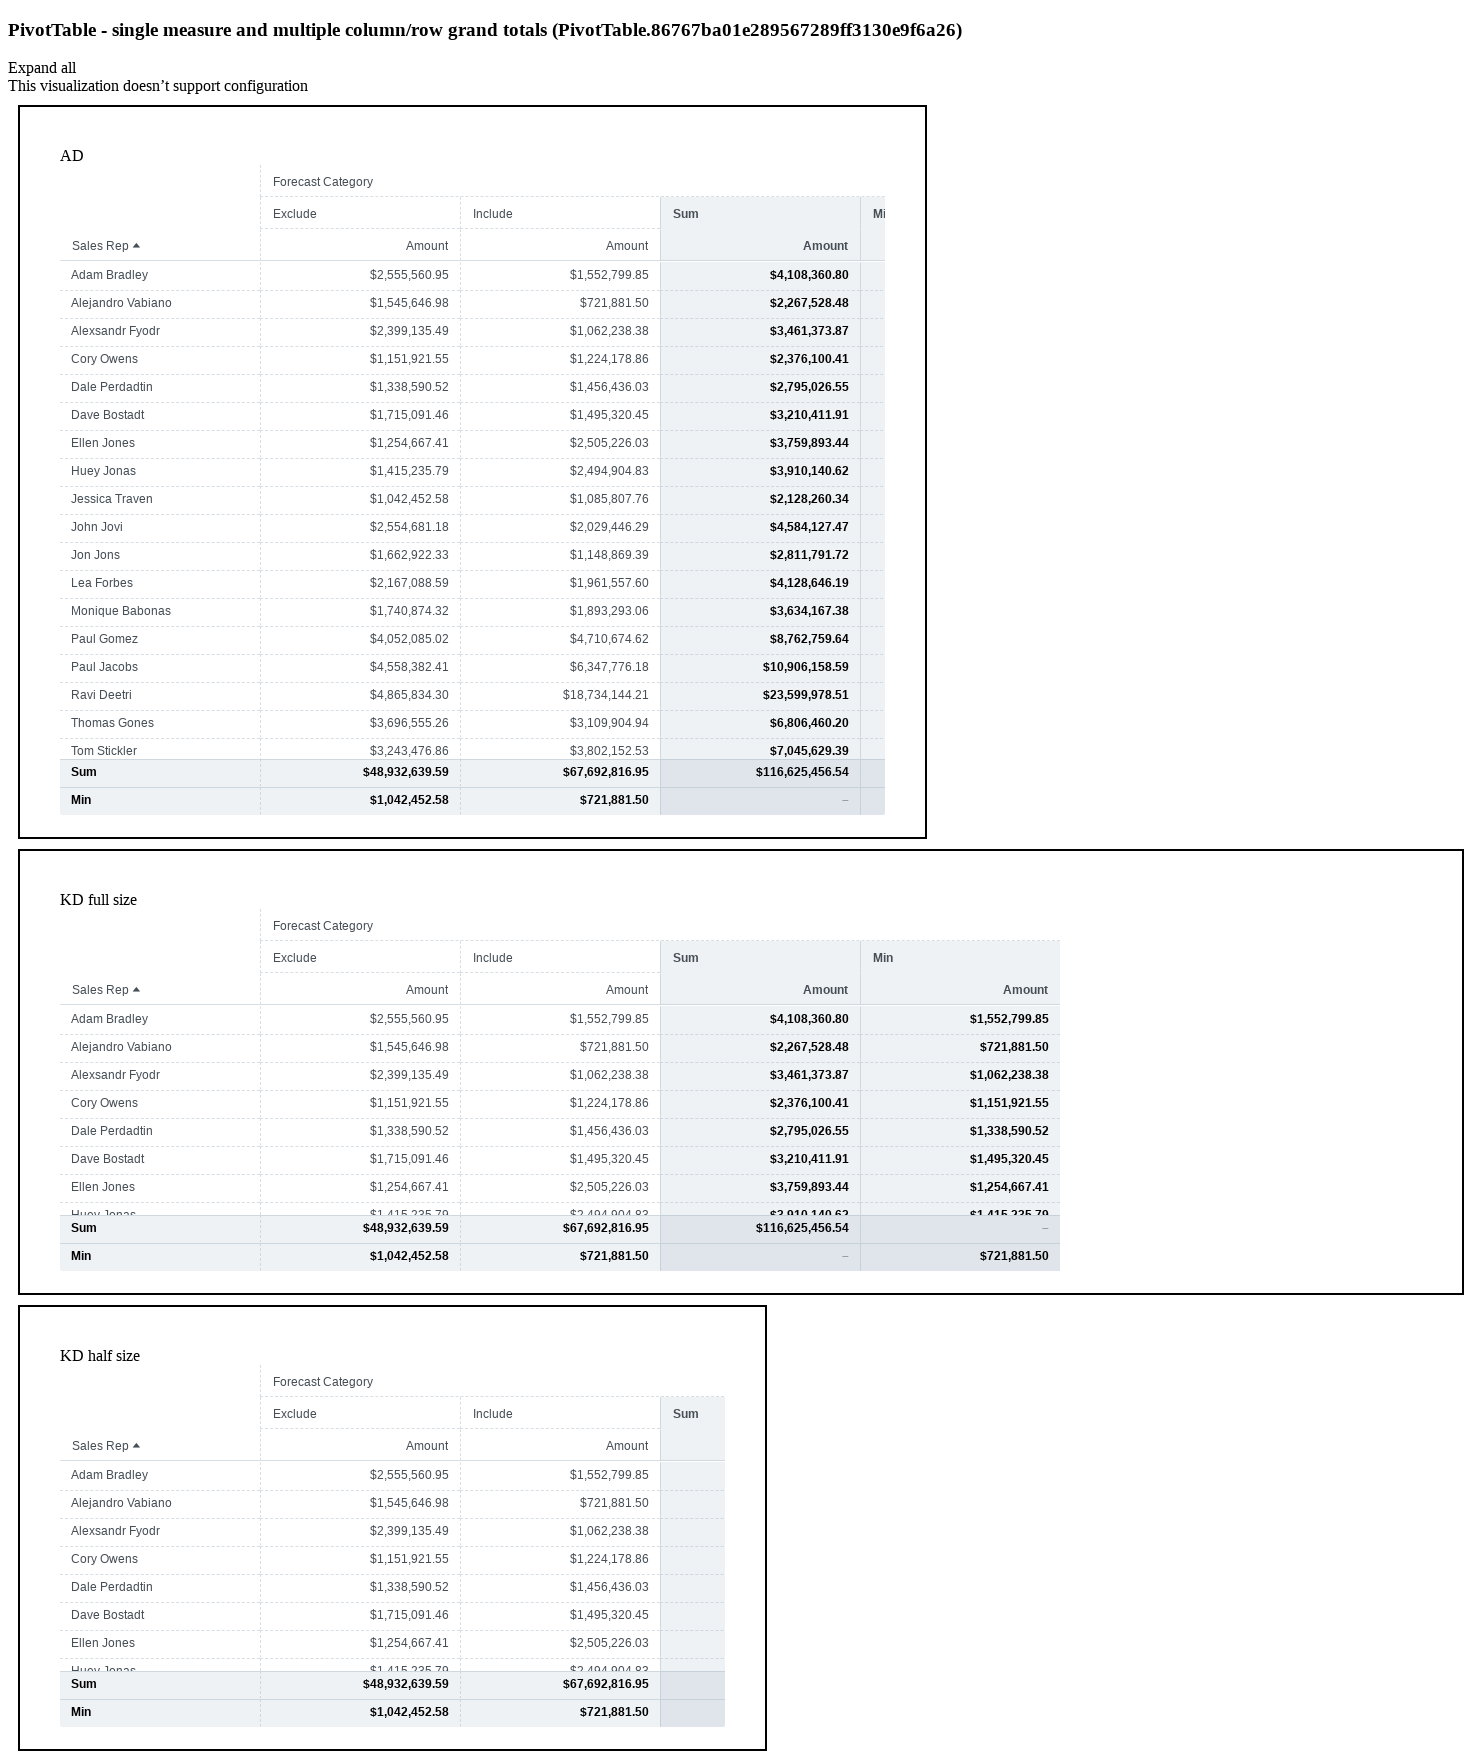 PivotTable - single measure and multiple column/row grand totals (PivotTable.86767ba01e289567289ff3130e9f6a26)
Expand all
This visualization doesn’t support configuration
AD
Forecast Category
Exclude Include Sum Mi
Sales Rep Amount Amount Amount
Adam Bradley $2,555,560.95 $1,552,799.85 $4,108,360.80
Alejandro Vabiano $1,545,646.98 $721,881.50 $2,267,528.48
Alexsandr Fyodr $2,399,135.49 $1,062,238.38 $3,461,373.87
Cory Owens $1,151,921.55 $1,224,178.86 $2,376,100.41
Dale Perdadtin $1,338,590.52 $1,456,436.03 $2,795,026.55
Dave Bostadt $1,715,091.46 $1,495,320.45 $3,210,411.91
Ellen Jones $1,254,667.41 $2,505,226.03 $3,759,893.44
Huey Jonas $1,415,235.79 $2,494,904.83 $3,910,140.62
Jessica Traven $1,042,452.58 $1,085,807.76 $2,128,260.34
John Jovi $2,554,681.18 $2,029,446.29 $4,584,127.47
Jon Jons $1,662,922.33 $1,148,869.39 $2,811,791.72
Lea Forbes $2,167,088.59 $1,961,557.60 $4,128,646.19
Monique Babonas $1,740,874.32 $1,893,293.06 $3,634,167.38
Paul Gomez $4,052,085.02 $4,710,674.62 $8,762,759.64
Paul Jacobs $4,558,382.41 $6,347,776.18 $10,906,158.59
Ravi Deetri $4,865,834.30 $18,734,144.21 $23,599,978.51
Thomas Gones $3,696,555.26 $3,109,904.94 $6,806,460.20
Tom Stickler $3,243,476.86 $3,802,152.53 $7,045,629.39
Sum $48,932,639.59 $67,692,816.95 $116,625,456.54
Min $1,042,452.58 $721,881.50 –
KD full size
Forecast Category
Exclude Include Sum Min
Sales Rep Amount Amount Amount Amount
Adam Bradley $2,555,560.95 $1,552,799.85 $4,108,360.80 $1,552,799.85
Alejandro Vabiano $1,545,646.98 $721,881.50 $2,267,528.48 $721,881.50
Alexsandr Fyodr $2,399,135.49 $1,062,238.38 $3,461,373.87 $1,062,238.38
Cory Owens $1,151,921.55 $1,224,178.86 $2,376,100.41 $1,151,921.55
Dale Perdadtin $1,338,590.52 $1,456,436.03 $2,795,026.55 $1,338,590.52
Dave Bostadt $1,715,091.46 $1,495,320.45 $3,210,411.91 $1,495,320.45
Ellen Jones $1,254,667.41 $2,505,226.03 $3,759,893.44 $1,254,667.41
Huey Jonas $1,415,235.79 $2,494,904.83 $3,910,140.62 $1,415,235.79
Sum $48,932,639.59 $67,692,816.95 $116,625,456.54 –
Min $1,042,452.58 $721,881.50 – $721,881.50
KD half size
Forecast Category
Exclude Include Sum
Sales Rep Amount Amount
Adam Bradley $2,555,560.95 $1,552,799.85
Alejandro Vabiano $1,545,646.98 $721,881.50
Alexsandr Fyodr $2,399,135.49 $1,062,238.38
Cory Owens $1,151,921.55 $1,224,178.86
Dale Perdadtin $1,338,590.52 $1,456,436.03
Dave Bostadt $1,715,091.46 $1,495,320.45
Ellen Jones $1,254,667.41 $2,505,226.03
Huey Jonas $1,415,235.79 $2,494,904.83
Sum $48,932,639.59 $67,692,816.95
Min $1,042,452.58 $721,881.50